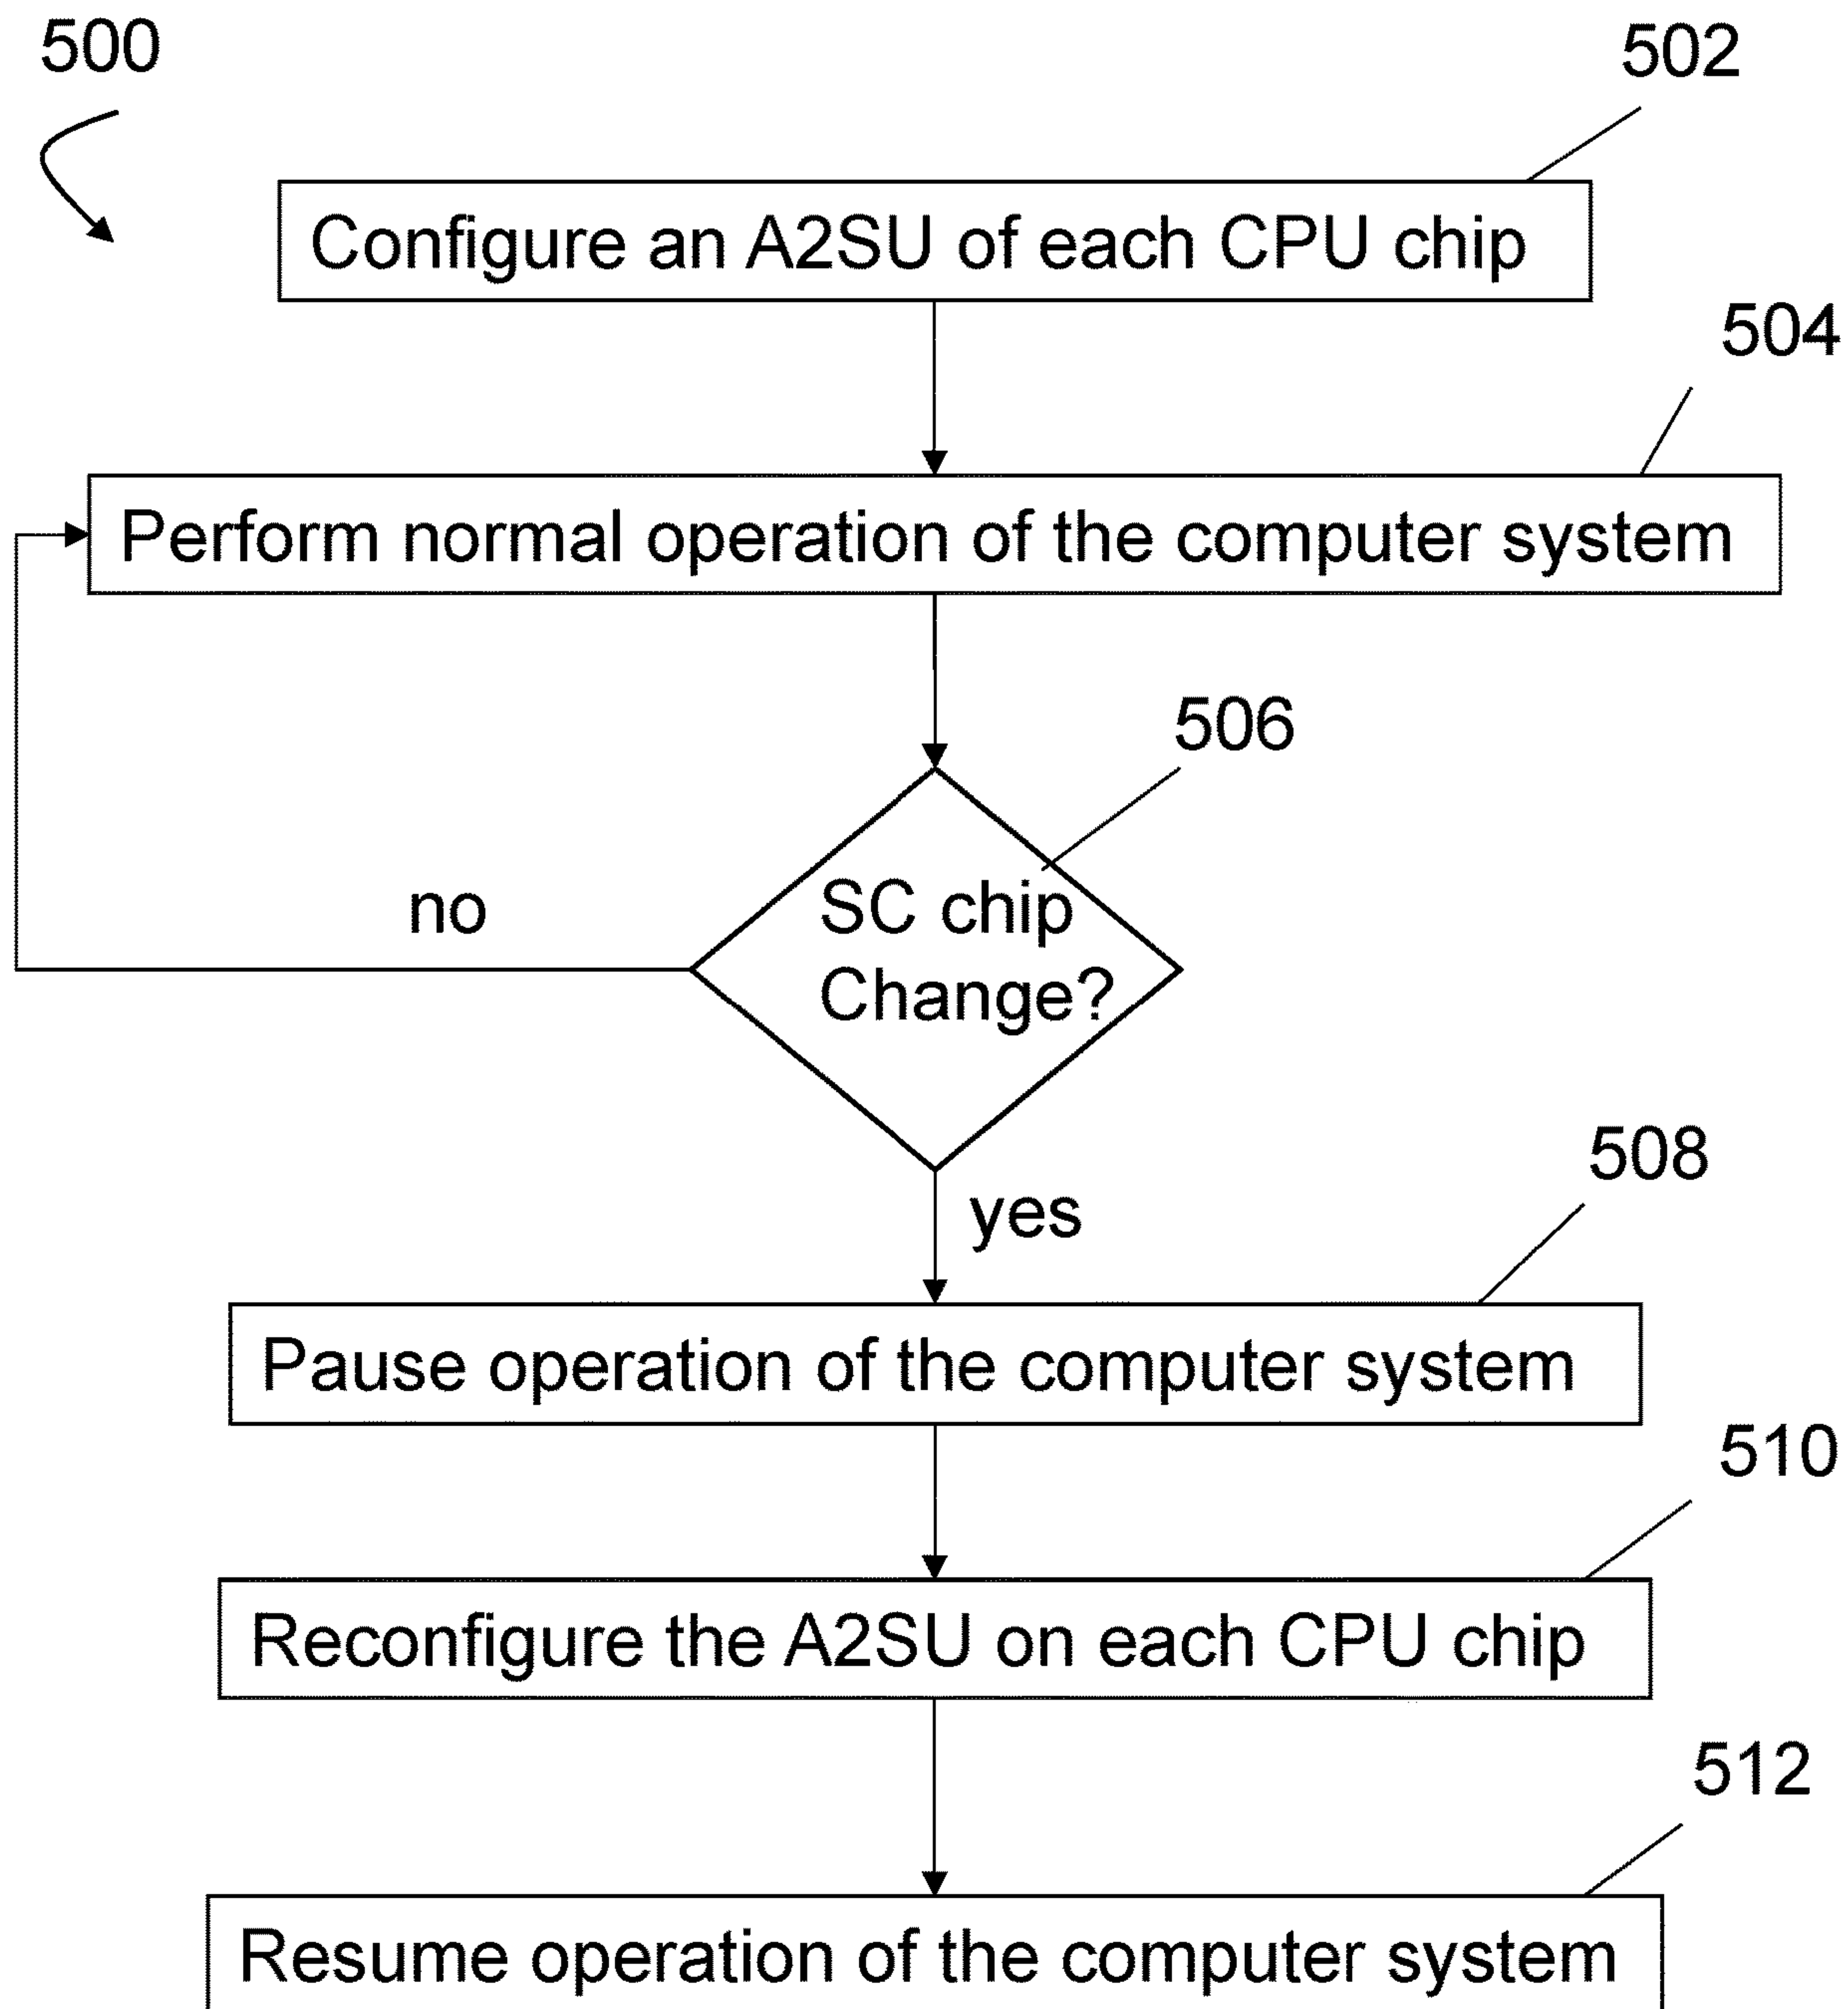 500
502
Configure an A2SU of each CPU chip
504
Perform normal operation of the computer system
506
SC chip
Change?
no
yes
508
Pause operation of the computer system
510
Reconfigure the A2SU on each CPU chip
512
Resume operation of the computer system